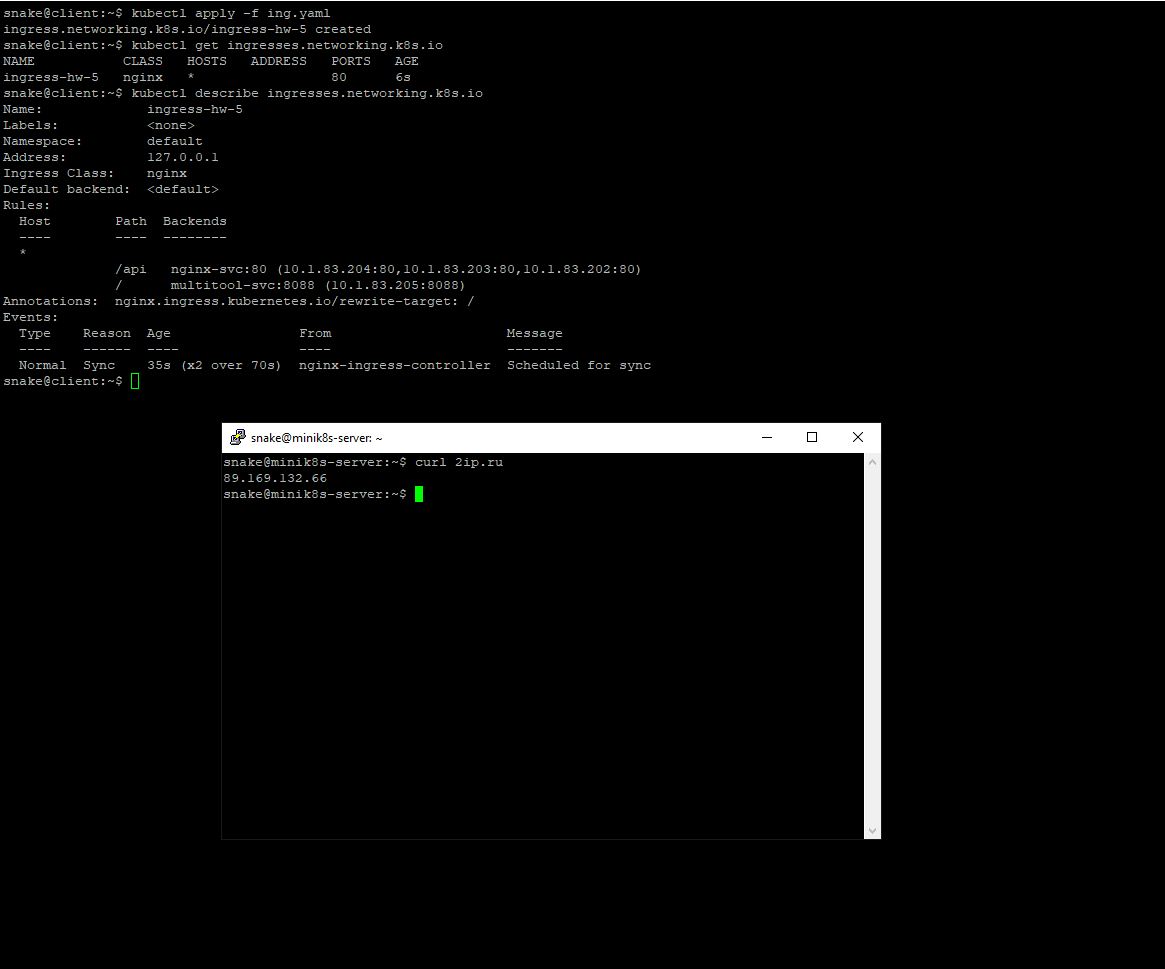 snake@client:~$ kubectl apply -f ing.yaml
ingress.networking.k8s.io/ingress-hw-5 created
snake@client:~$ kubectl get ingresses.networking.k8s.io
NAME           CLASS   HOSTS   ADDRESS   PORTS   AGE
ingress-hw-5   nginx   *                 80      6s
snake@client:~$ kubectl describe ingresses.networking.k8s.io
Name:             ingress-hw-5
Labels:           <none>
Namespace:        default
Address:          127.0.0.1
Ingress Class:    nginx
Default backend:  <default>
Rules:
  Host        Path  Backends
  ----        ----  --------
  *
              /api   nginx-svc:80 (10.1.83.204:80,10.1.83.203:80,10.1.83.202:80)
              /      multitool-svc:8088 (10.1.83.205:8088)
Annotations:  nginx.ingress.kubernetes.io/rewrite-target: /
Events:
  Type    Reason  Age                From                      Message
  ----    ------  ----               ----                      -------
  Normal  Sync    35s (x2 over 70s)  nginx-ingress-controller  Scheduled for sync
snake@client:~$
snake@minik8s-server: ~
snake@minik8s-server:~$ curl 2ip.ru
89.169.132.66
snake@minik8s-server:~$